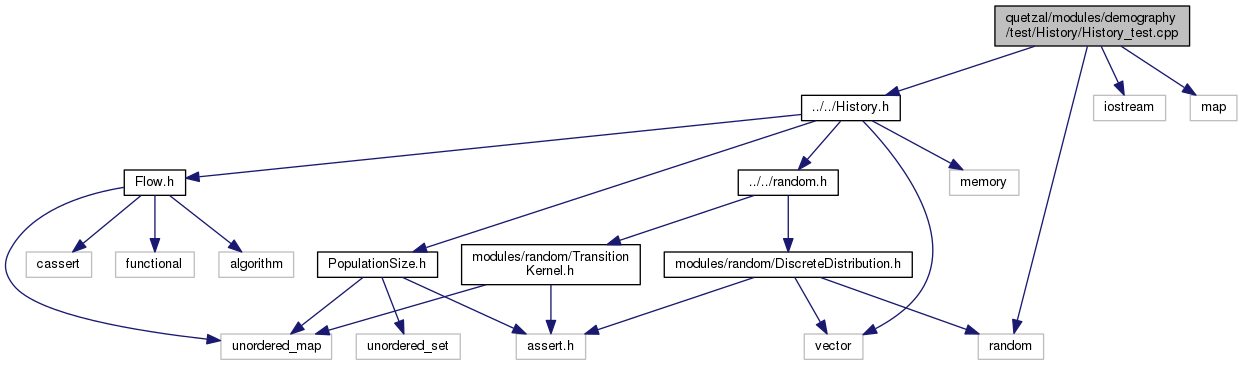 quetzal/modules/demography
/test/History/History_test.cpp
../../History.h
iostream
map
Flow.h
../../random.h
memory
cassert
functional
algorithm
PopulationSize.h
modules/random/Transition
Kernel.h
modules/random/DiscreteDistribution.h
unordered_map
unordered_set
assert.h
vector
random